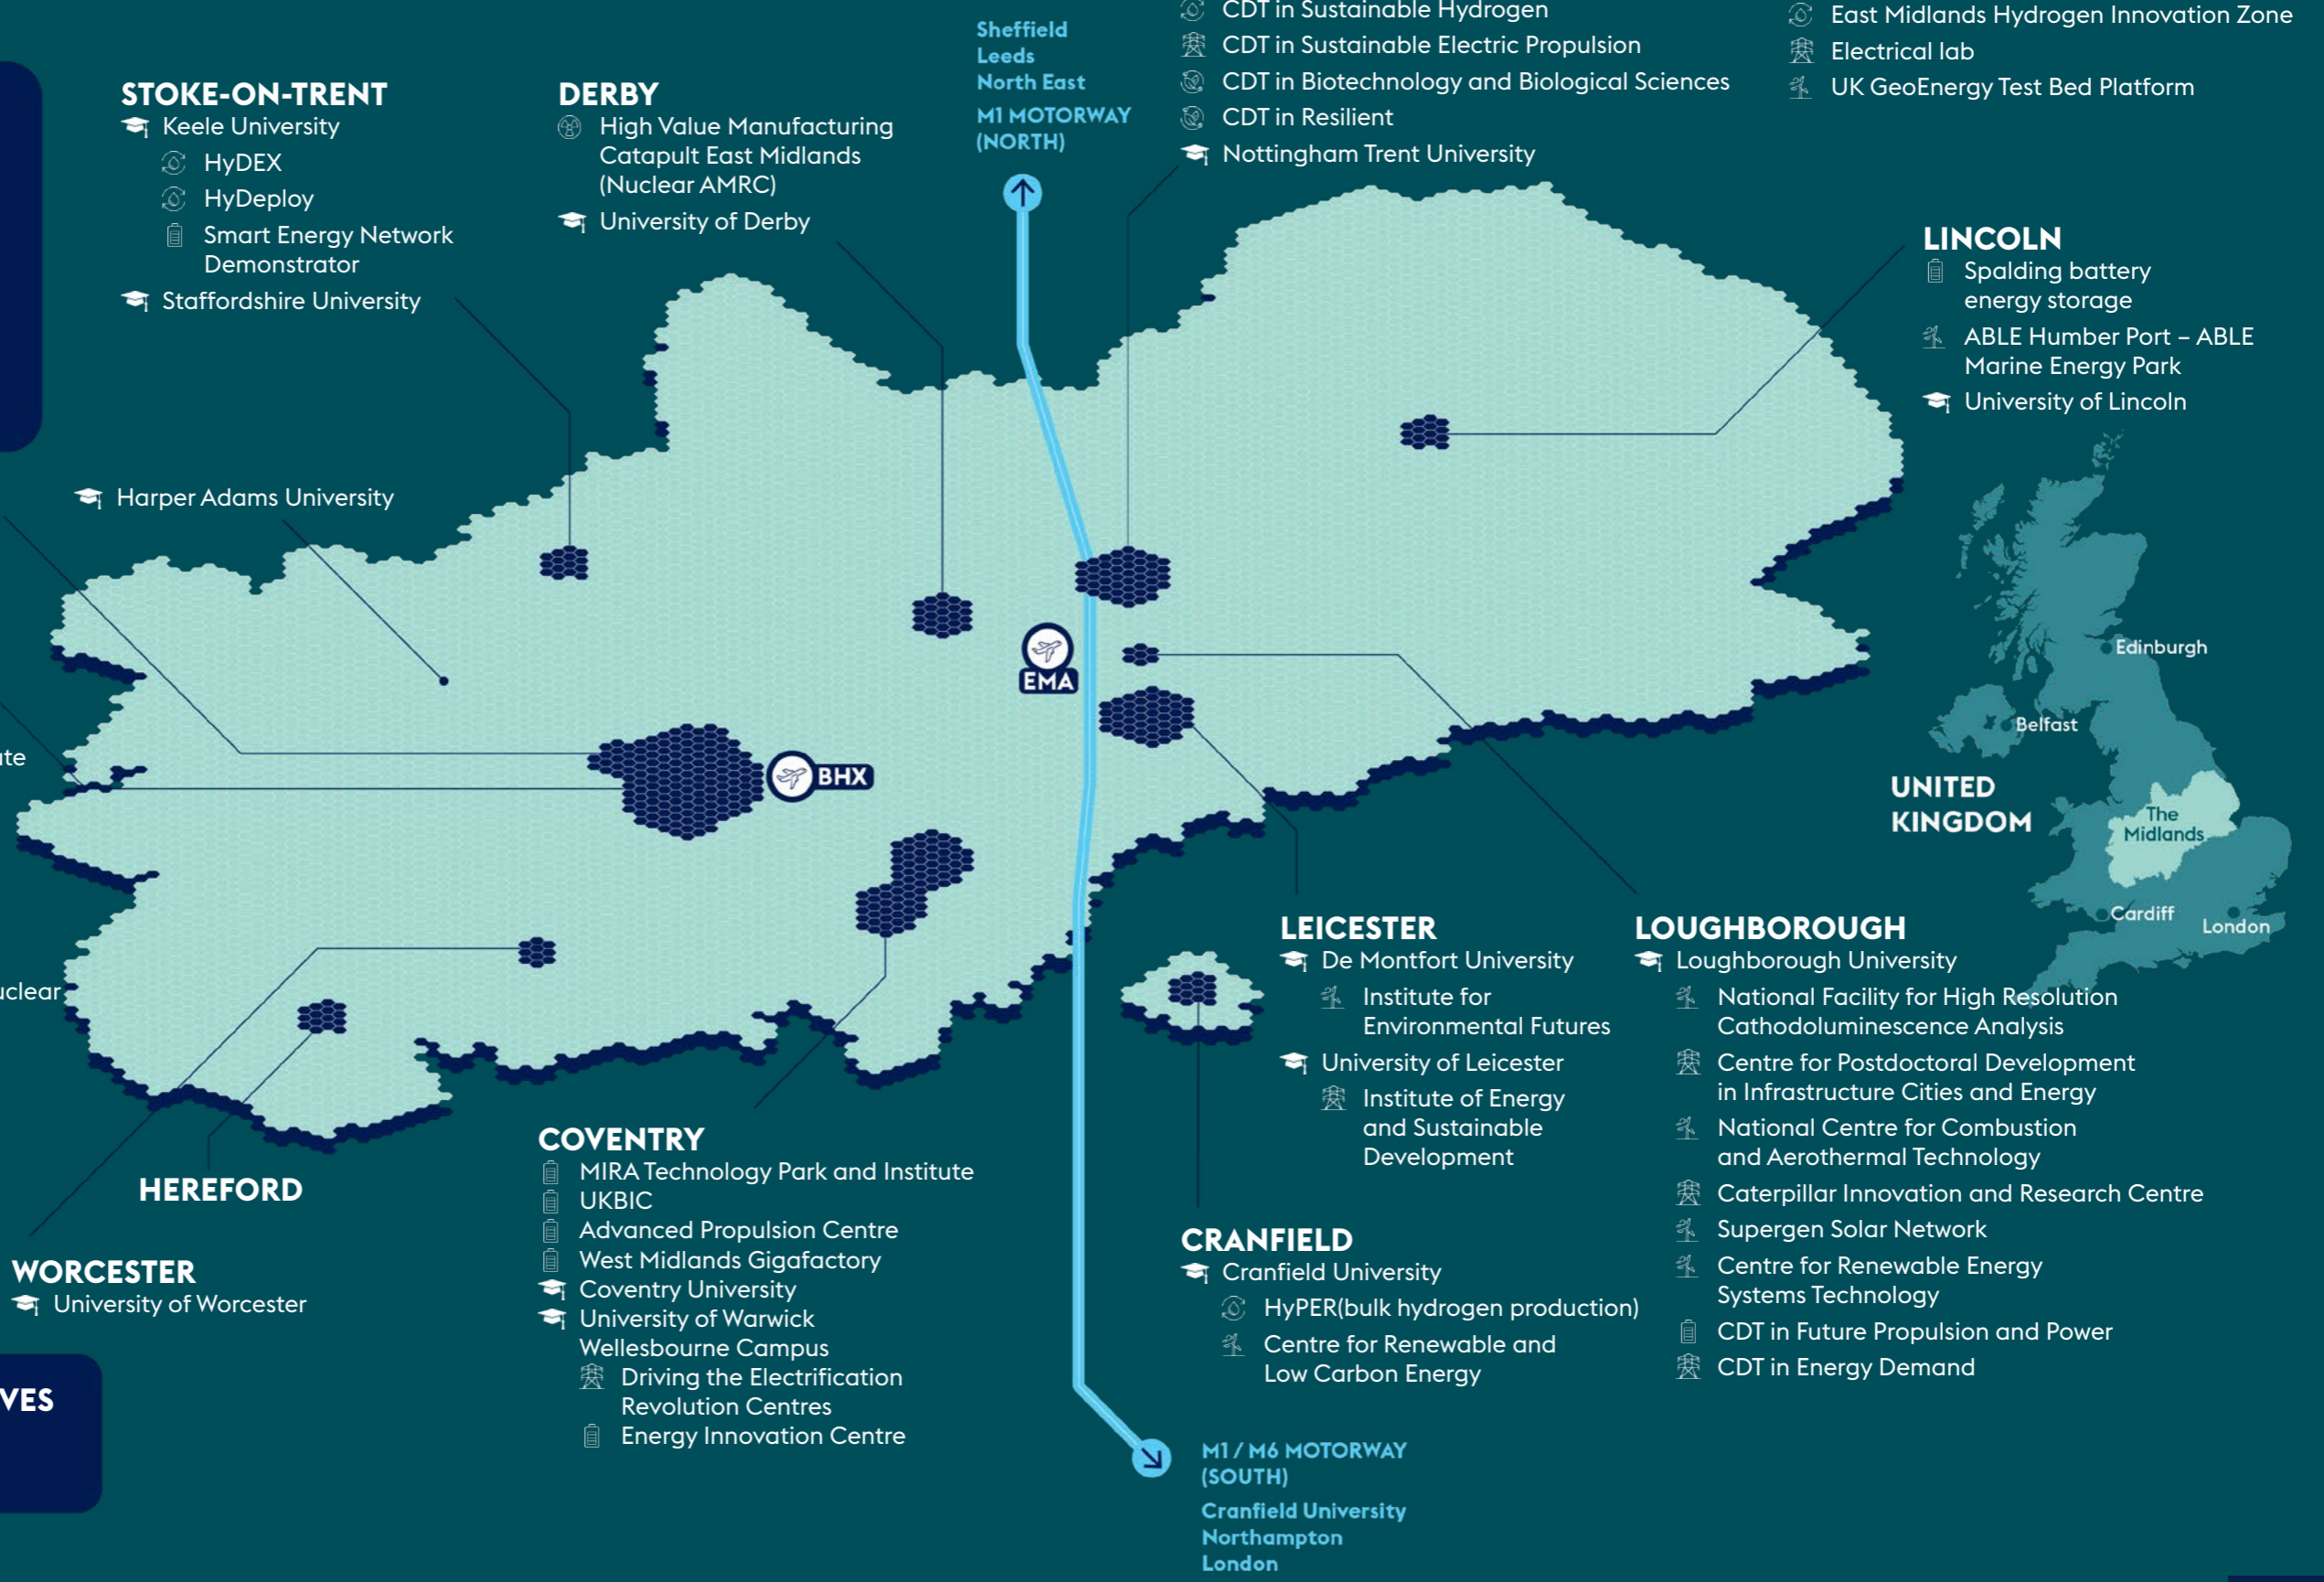 Sheffield
Leeds
North East
M1 MOTORWAY
(NORTH)
CDT in Sustainable Hydrogen
CDT in Sustainable Electric Propulsion
CDT in Biotechnology and Biological Sciences
CDT in Resilient
Nottingham Trent University
East Midlands Hydrogen Innovation Zone
Electrical lab
UK GeoEnergy Test Bed Platform
STOKE-ON-TRENT
Keele University
HyDEX
HyDeploy
Smart Energy Network
Demonstrator
Staffordshire University
DERBY
High Value Manufacturing
Catapult East Midlands
(Nuclear AMRC)
University of Derby
LINCOLN
Spalding battery
energy storage
ABLE Humber Port – ABLE
Marine Energy Park
University of Lincoln
Harper Adams University
EMA
BHX
Edinburgh
Belfast
UNITED
KINGDOM
The
Midlands
Cardiff
London
LEICESTER
De Montfort University
Institute for
Environmental Futures
University of Leicester
Institute of Energy
and Sustainable
Development
LOUGHBOROUGH
Loughborough University
National Facility for High Resolution
Cathodoluminescence Analysis
Centre for Postdoctoral Development
in Infrastructure Cities and Energy
National Centre for Combustion
and Aerothermal Technology
Caterpillar Innovation and Research Centre
Supergen Solar Network
Centre for Renewable Energy
Systems Technology
CDT in Future Propulsion and Power
CDT in Energy Demand
HEREFORD
WORCESTER
University of Worcester
COVENTRY
MIRA Technology Park and Institute
UKBIC
Advanced Propulsion Centre
West Midlands Gigafactory
Coventry University
University of Warwick
Wellesbourne Campus
Driving the Electrification
Revolution Centres
Energy Innovation Centre
CRANFIELD
Cranfield University
HyPER(bulk hydrogen production)
Centre for Renewable and
Low Carbon Energy
M1 / M6 MOTORWAY
(SOUTH)
Cranfield University
Northampton
London